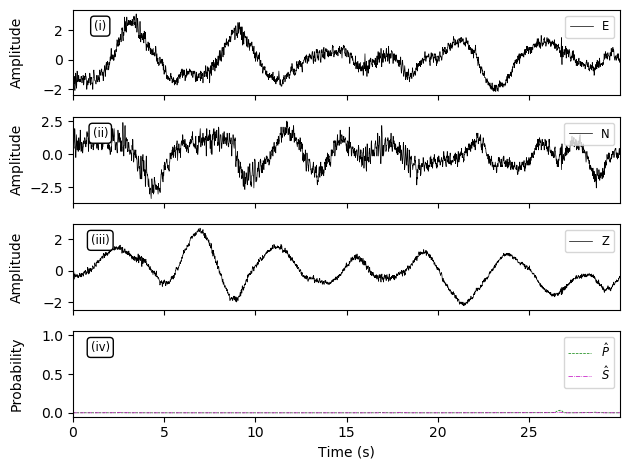 (i)
E
Amplitude
2
0
−2
(ii)
N
Amplitude
2.5
0.0
−2.5
(iii)
Z
Amplitude
2
0
−2
(iv)
P̂
Ŝ
Probability
1.0
0.5
0.0
0 5 10 15 20 25
Time (s)